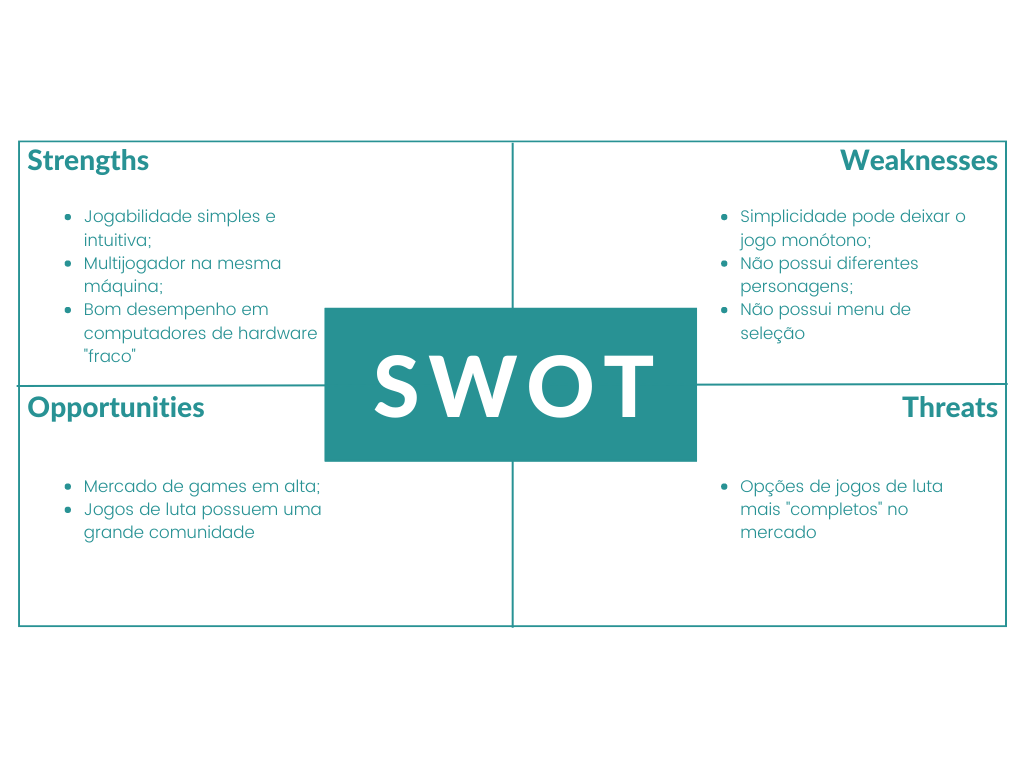 Strengths
• Jogabilidade simples e
intuitiva;
• Multijogador na mesma
máquina;
• Bom desempenho em
computadores de hardware
"fraco"
Weaknesses
• Simplicidade pode deixar o
jogo monótono;
• Não possui diferentes
personagens;
• Não possui menu de
seleção
SWOT
Opportunities
• Mercado de games em alta;
• Jogos de luta possuem uma
grande comunidade
Threats
• Opções de jogos de luta
mais "completos" no
mercado